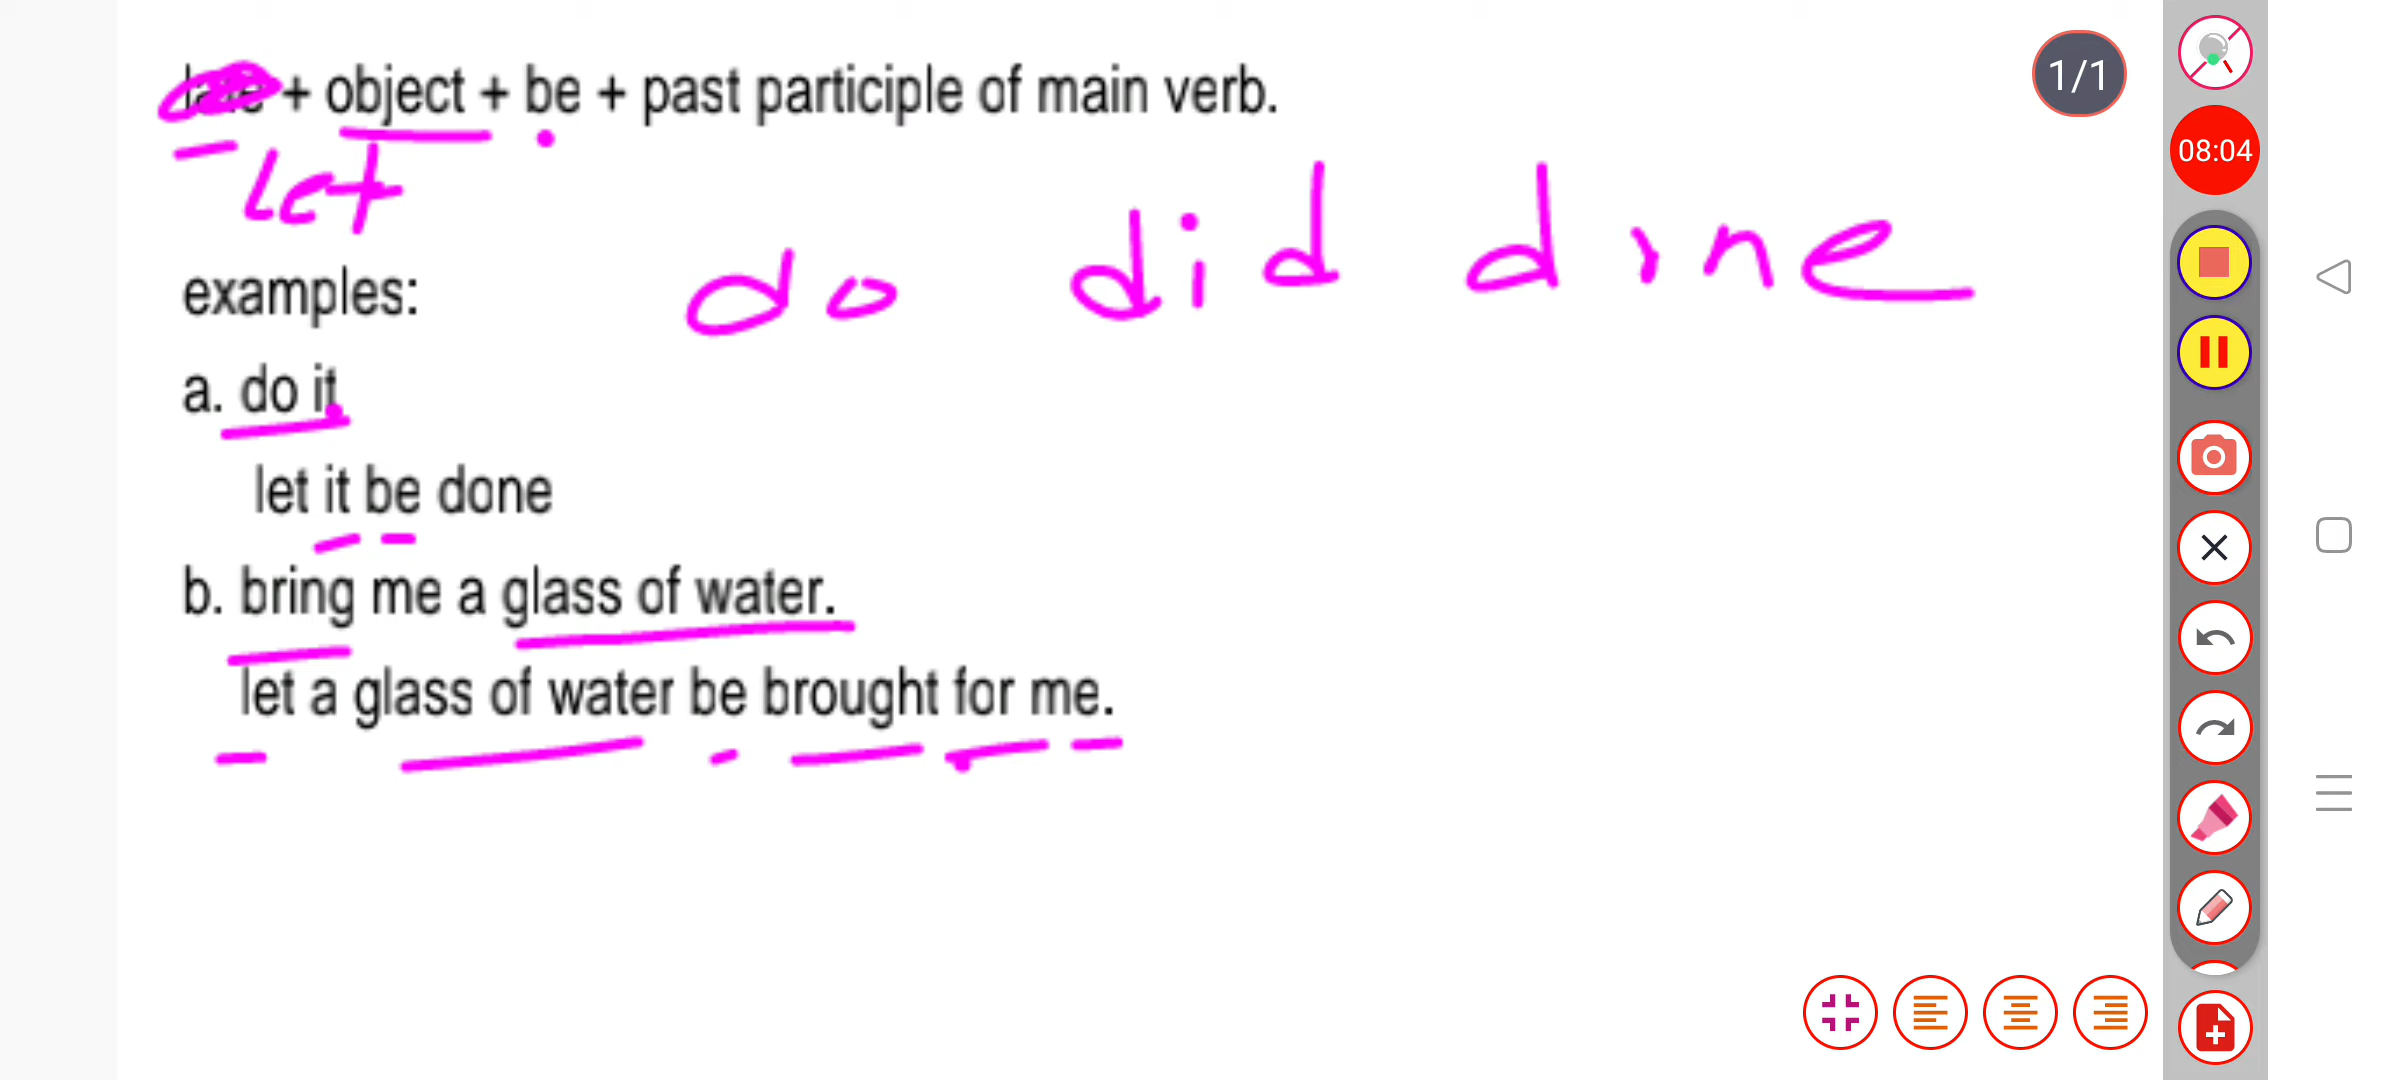 + object + be + past participle of main verb.
let
do did dine
examples:
a. do it
let it be done
b. bring me a glass of water.
let a glass of water be brought for me.
1/1
08:04